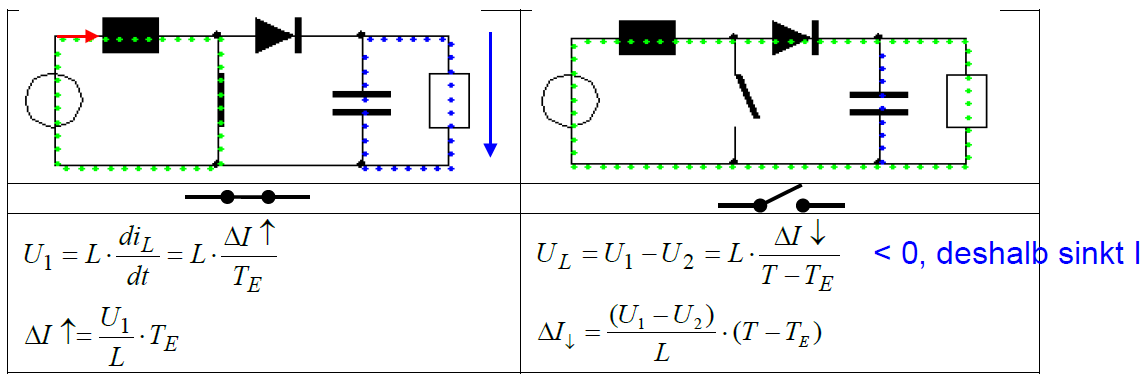 U₁ = L · di_L/dt = L · ΔI↑/T_E
ΔI↑ = U₁/L · T_E
U_L = U₁ − U₂ = L · ΔI↓/(T − T_E) < 0, deshalb sinkt I
ΔI↓ = (U₁ − U₂)/L · (T − T_E)